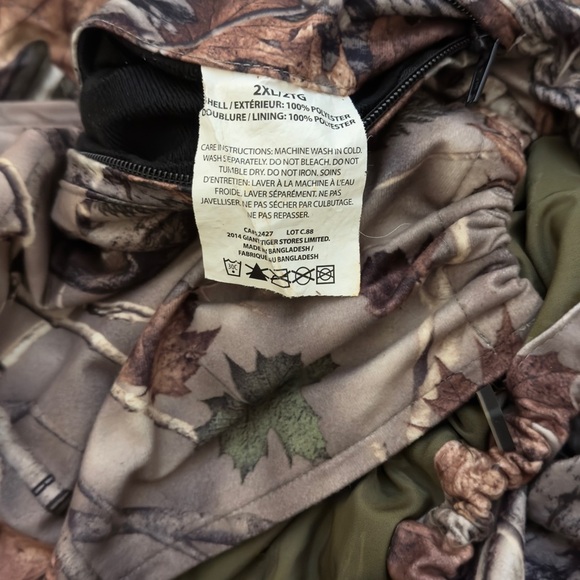 2XL/2TG
SHELL / EXTÉRIEUR: 100% POLYESTER
DOUBLURE / LINING: 100% POLYESTER
CARE INSTRUCTIONS: MACHINE WASH IN COLD.
WASH SEPARATELY. DO NOT BLEACH. DO NOT
TUMBLE DRY. DO NOT IRON. SOINS
D'ENTRETIEN: LAVER À LA MACHINE À L'EAU
FROIDE. LAVER SÉPARÉMENT. NE PAS
JAVELLISER. NE PAS SÉCHER PAR CULBUTAGE.
NE PAS REPASSER.
2427 LOT C.88
2014 GIANT TIGER STORES LIMITED.
MADE IN BANGLADESH /
FABRIQUÉ AU BANGLADESH